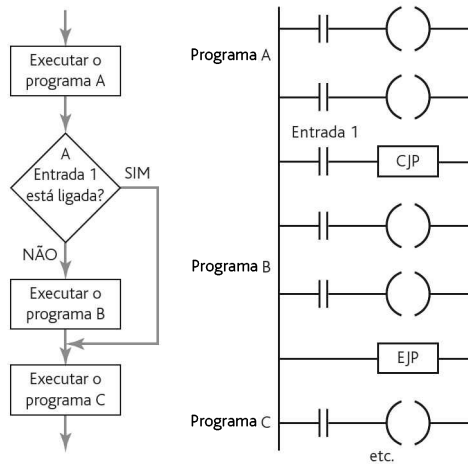 Executar o
programa A
A
Entrada 1
está ligada?
SIM
NÃO
Executar o
programa B
Executar o
programa C
Programa A
Entrada 1
CJP
Programa B
EJP
Programa C
etc.